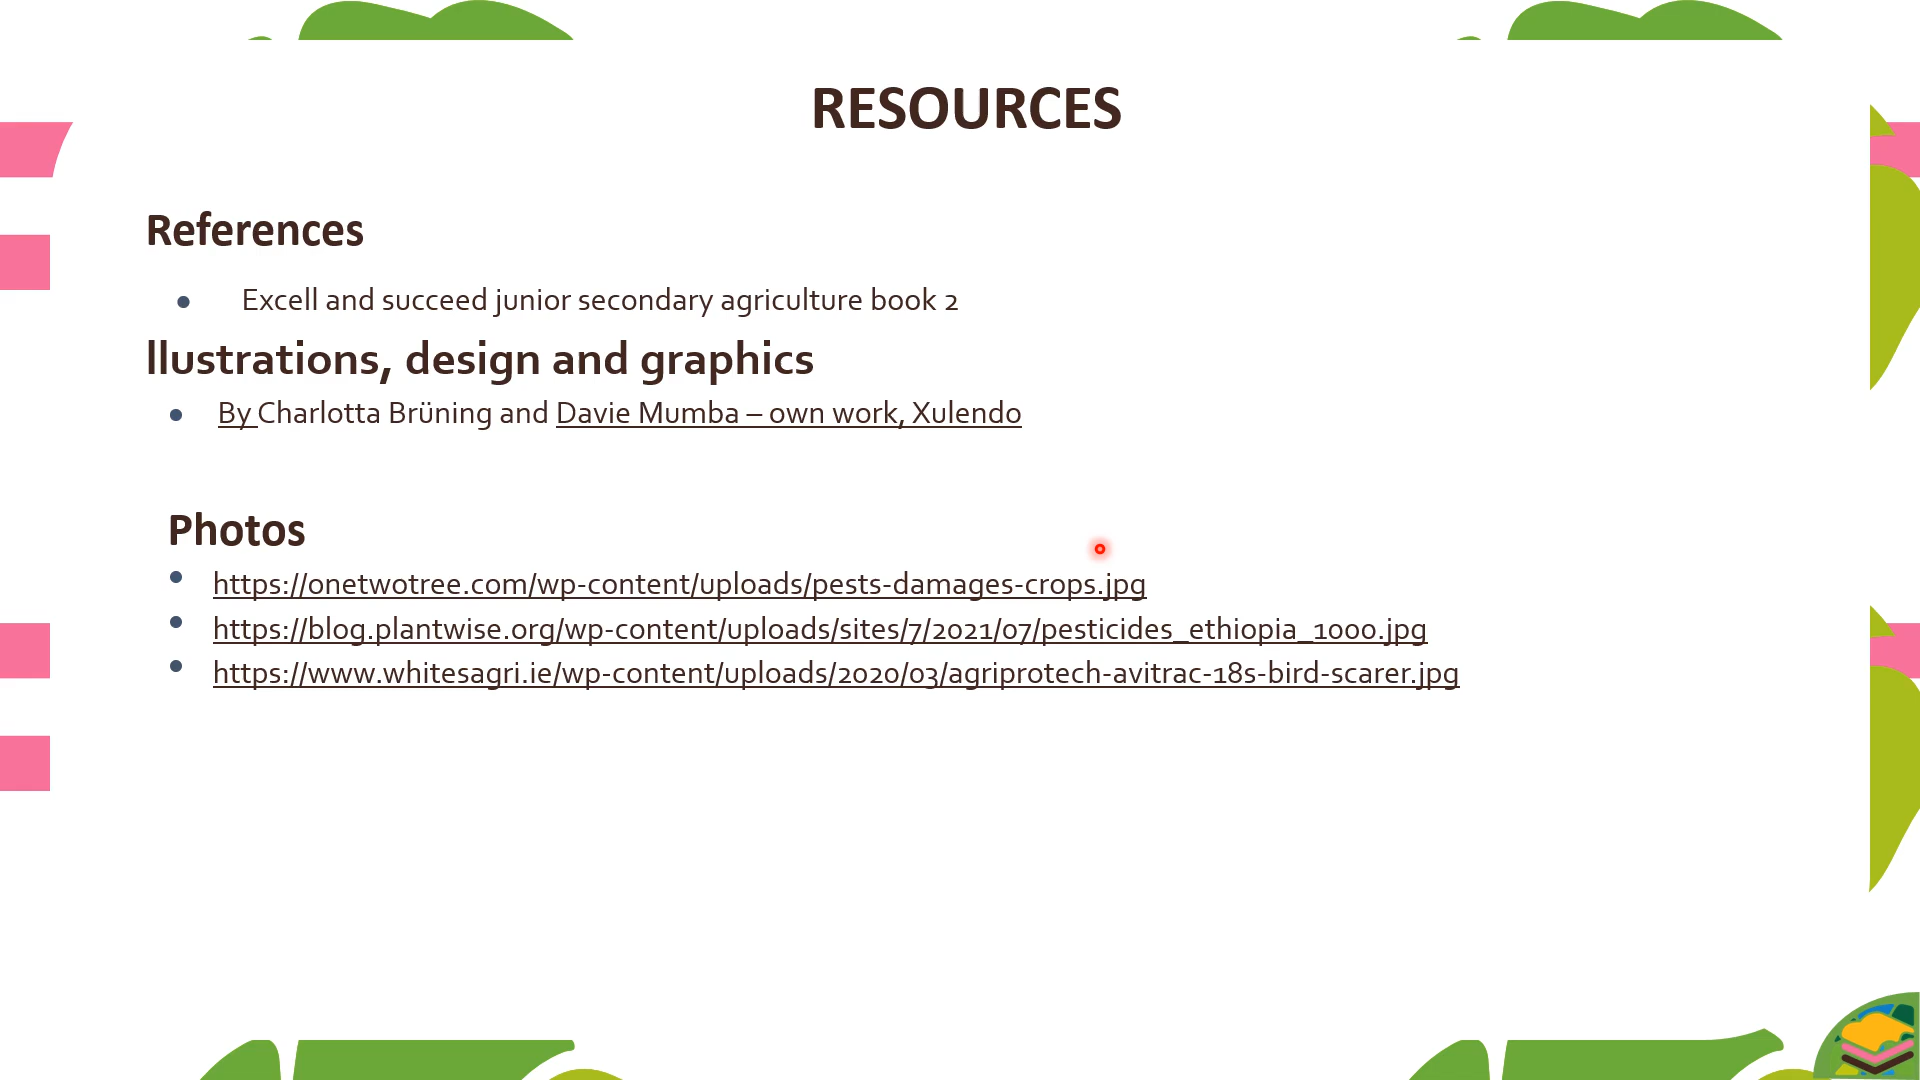 RESOURCES
References
Excell and succeed junior secondary agriculture book 2
llustrations, design and graphics
By Charlotta Brüning and Davie Mumba – own work, Xulendo
Photos
https://onetwotree.com/wp-content/uploads/pests-damages-crops.jpg
https://blog.plantwise.org/wp-content/uploads/sites/7/2021/07/pesticides_ethiopia_1000.jpg
https://www.whitesagri.ie/wp-content/uploads/2020/03/agriprotech-avitrac-18s-bird-scarer.jpg